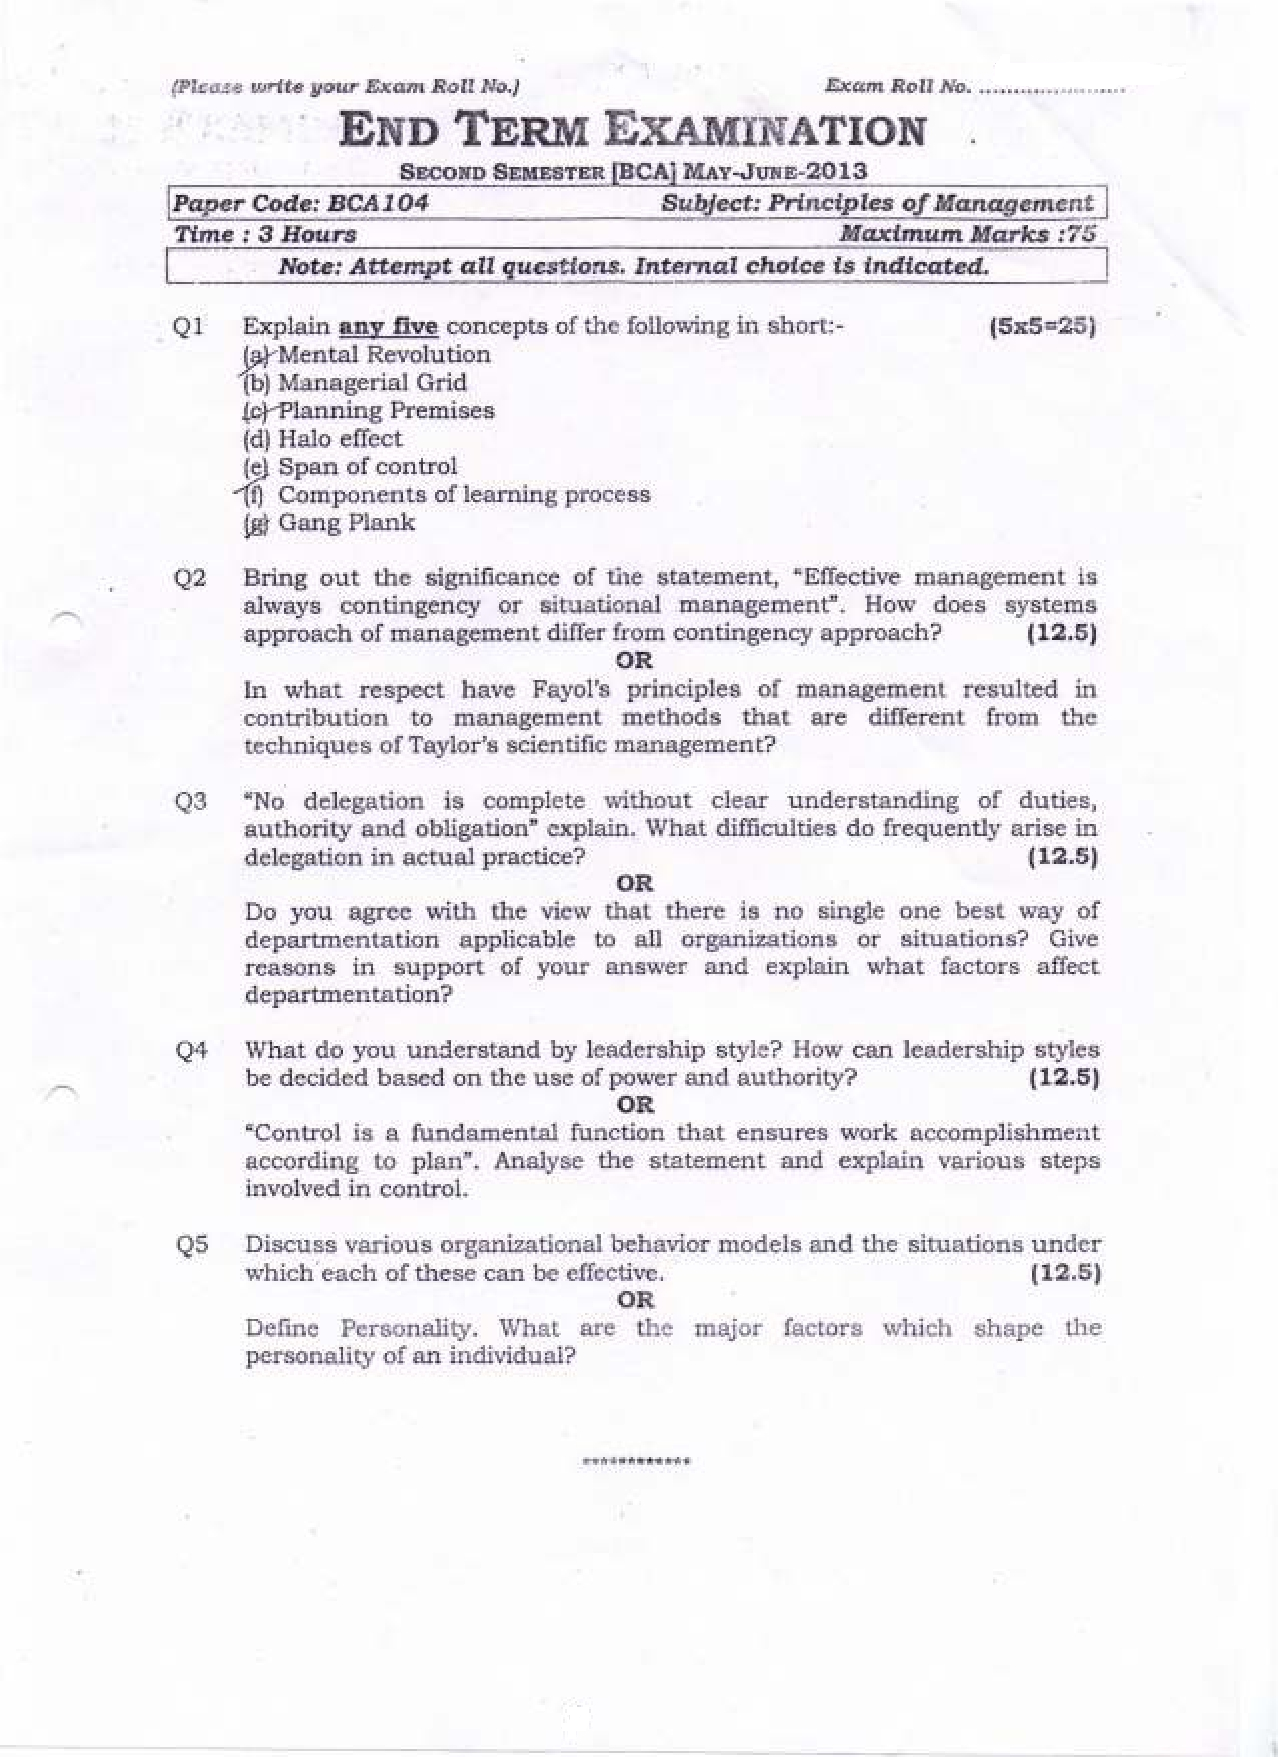 (Please write your Exam Roll No.) Exam Roll No. ......................
END TERM EXAMINATION
SECOND SEMESTER [BCA] MAY-JUNE-2013
Paper Code: BCA104 Subject: Principles of Management
Time : 3 Hours Maximum Marks :75
Note: Attempt all questions. Internal choice is indicated.
Q1 Explain any five concepts of the following in short:- (5x5=25)
(a) Mental Revolution
(b) Managerial Grid
(c) Planning Premises
(d) Halo effect
(e) Span of control
(f) Components of learning process
(g) Gang Plank
Q2 Bring out the significance of the statement, "Effective management is
always contingency or situational management". How does systems
approach of management differ from contingency approach? (12.5)
OR
In what respect have Fayol's principles of management resulted in
contribution to management methods that are different from the
techniques of Taylor's scientific management?
Q3 "No delegation is complete without clear understanding of duties,
authority and obligation" explain. What difficulties do frequently arise in
delegation in actual practice? (12.5)
OR
Do you agree with the view that there is no single one best way of
departmentation applicable to all organizations or situations? Give
reasons in support of your answer and explain what factors affect
departmentation?
Q4 What do you understand by leadership style? How can leadership styles
be decided based on the use of power and authority? (12.5)
OR
"Control is a fundamental function that ensures work accomplishment
according to plan". Analyse the statement and explain various steps
involved in control.
Q5 Discuss various organizational behavior models and the situations under
which each of these can be effective. (12.5)
OR
Define Personality. What are the major factors which shape the
personality of an individual?
************